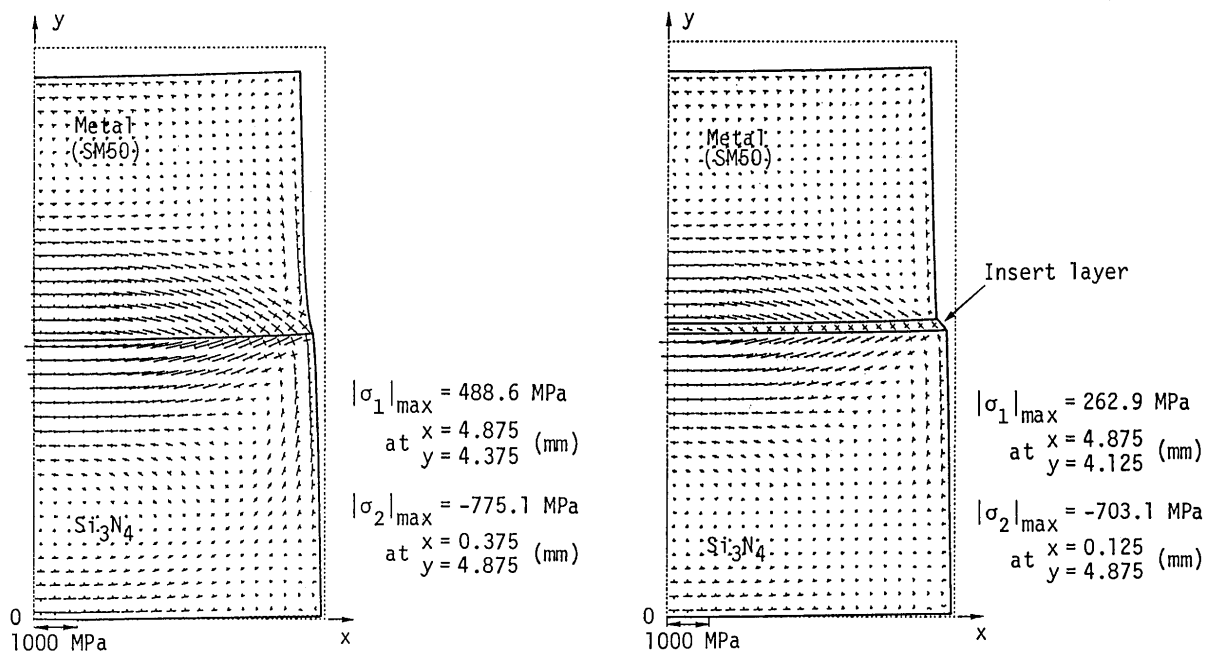 y
Metal
(SM50)
|σ1|max = 488.6 MPa
at x = 4.875
y = 4.375 (mm)
|σ2|max = -775.1 MPa
at x = 0.375
y = 4.875 (mm)
Si3N4
0
x
1000 MPa
y
Metal
(SM50)
Insert layer
|σ1|max = 262.9 MPa
at x = 4.875
y = 4.125 (mm)
|σ2|max = -703.1 MPa
at x = 0.125
y = 4.875 (mm)
Si3N4
0
x
1000 MPa